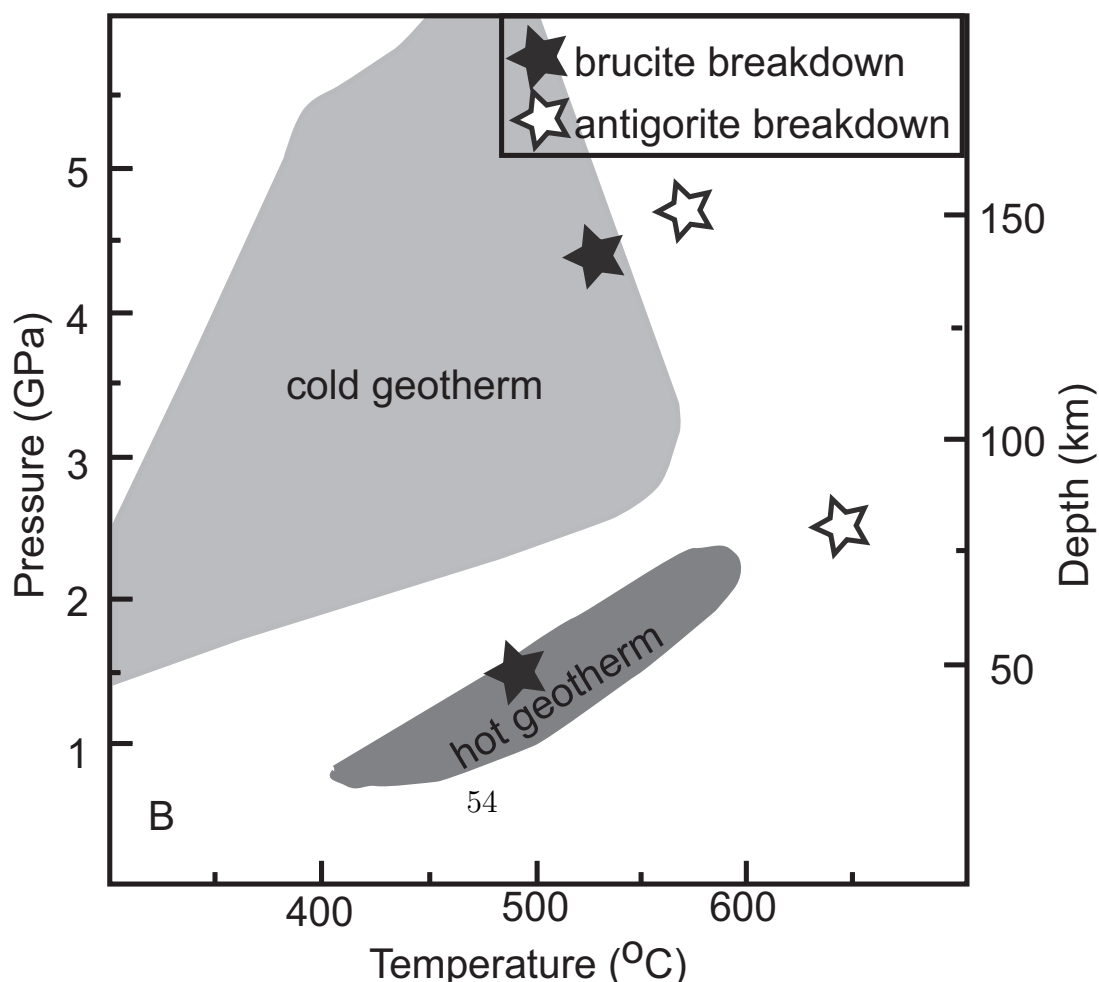 brucite breakdown
antigorite breakdown
5
4
3
2
1
Pressure (GPa)
150
100
50
Depth (km)
cold geotherm
hot geotherm
54
B
400
500
600
Temperature (°C)